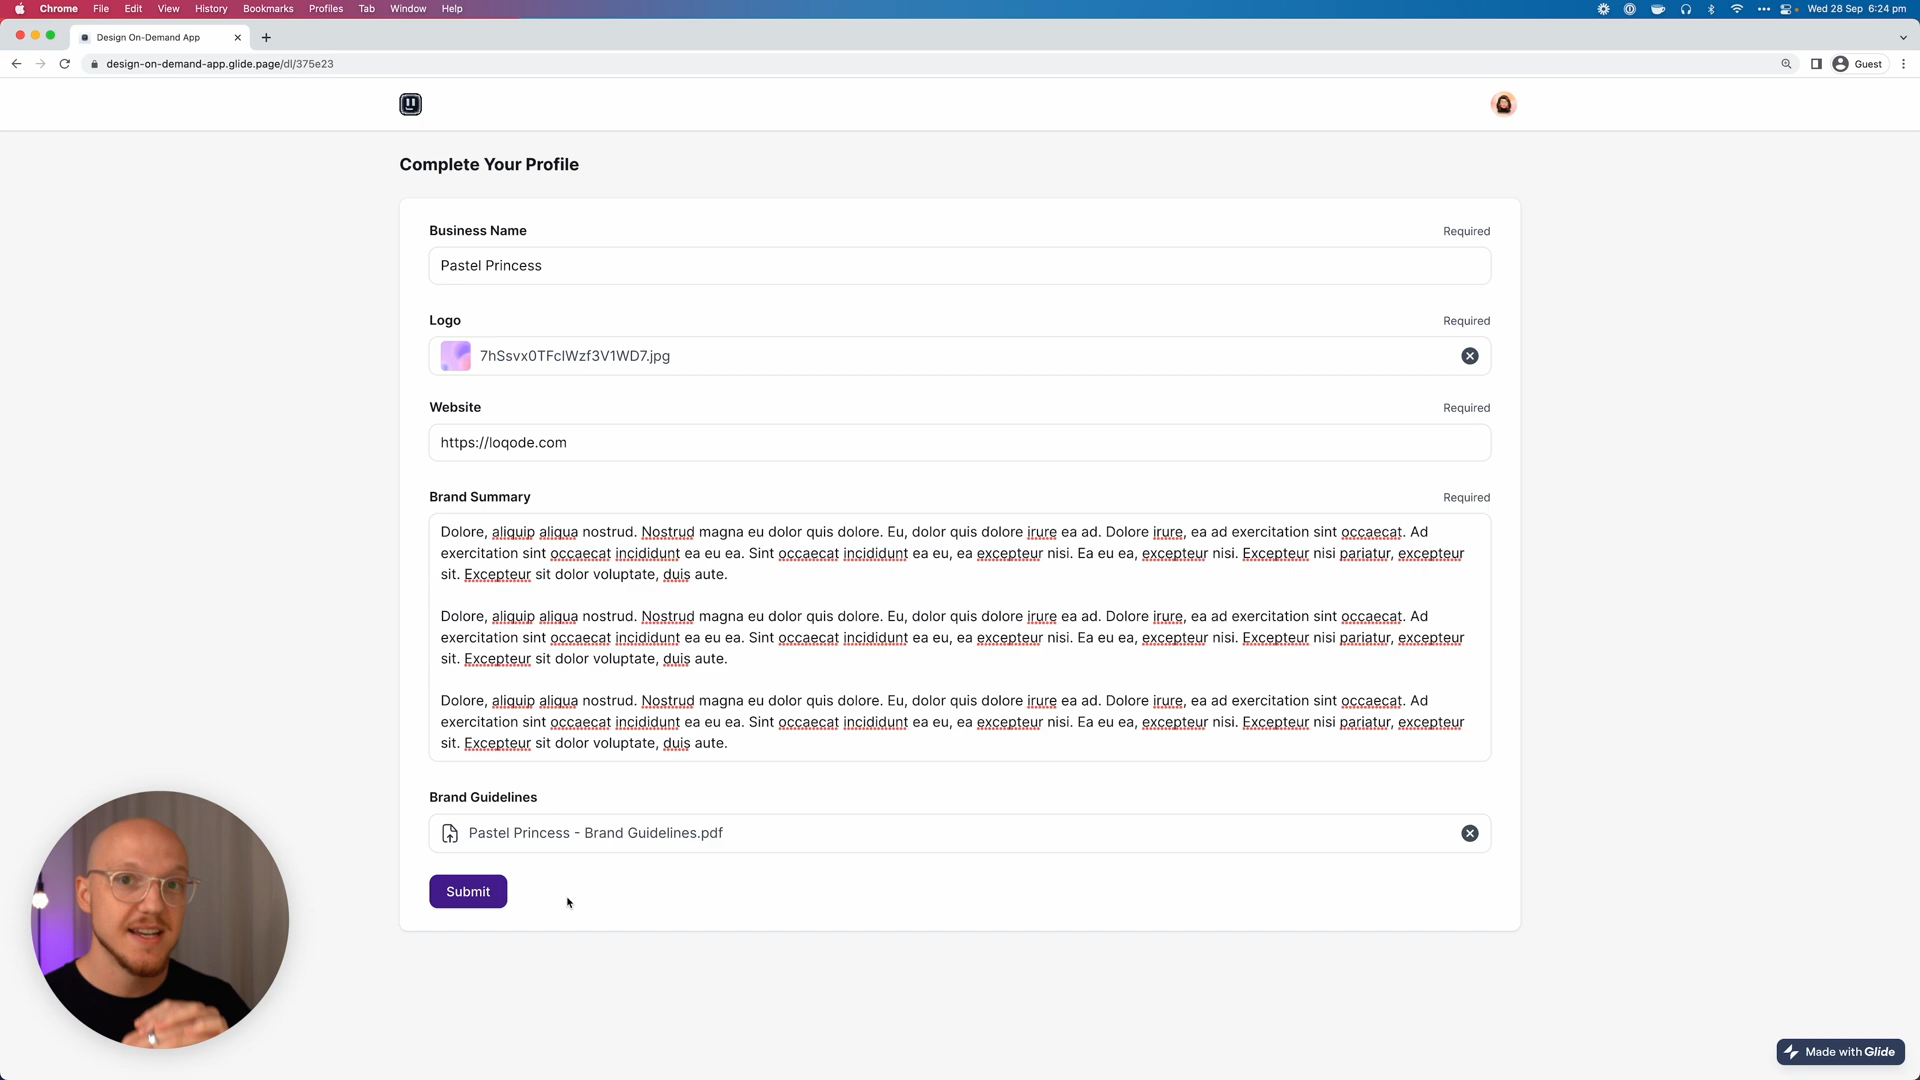 Chrome File Edit View History Bookmarks Profiles Tab Window Help Wed 28 Sep 6:24 pm
Design On-Demand App
design-on-demand-app.glide.page/dl/375e23 Guest
Complete Your Profile
Business Name Required
Pastel Princess
Logo Required
7hSsvx0TFclWzf3V1WD7.jpg
Website Required
https://loqode.com
Brand Summary Required
Dolore, aliquip aliqua nostrud. Nostrud magna eu dolor quis dolore. Eu, dolor quis dolore irure ea ad. Dolore irure, ea ad exercitation sint occaecat. Ad
exercitation sint occaecat incididunt ea eu ea. Sint occaecat incididunt ea eu, ea excepteur nisi. Ea eu ea, excepteur nisi. Excepteur nisi pariatur, excepteur
sit. Excepteur sit dolor voluptate, duis aute.
Dolore, aliquip aliqua nostrud. Nostrud magna eu dolor quis dolore. Eu, dolor quis dolore irure ea ad. Dolore irure, ea ad exercitation sint occaecat. Ad
exercitation sint occaecat incididunt ea eu ea. Sint occaecat incididunt ea eu, ea excepteur nisi. Ea eu ea, excepteur nisi. Excepteur nisi pariatur, excepteur
sit. Excepteur sit dolor voluptate, duis aute.
Dolore, aliquip aliqua nostrud. Nostrud magna eu dolor quis dolore. Eu, dolor quis dolore irure ea ad. Dolore irure, ea ad exercitation sint occaecat. Ad
exercitation sint occaecat incididunt ea eu ea. Sint occaecat incididunt ea eu, ea excepteur nisi. Ea eu ea, excepteur nisi. Excepteur nisi pariatur, excepteur
sit. Excepteur sit dolor voluptate, duis aute.
Brand Guidelines
Pastel Princess - Brand Guidelines.pdf
Submit
Made with Glide